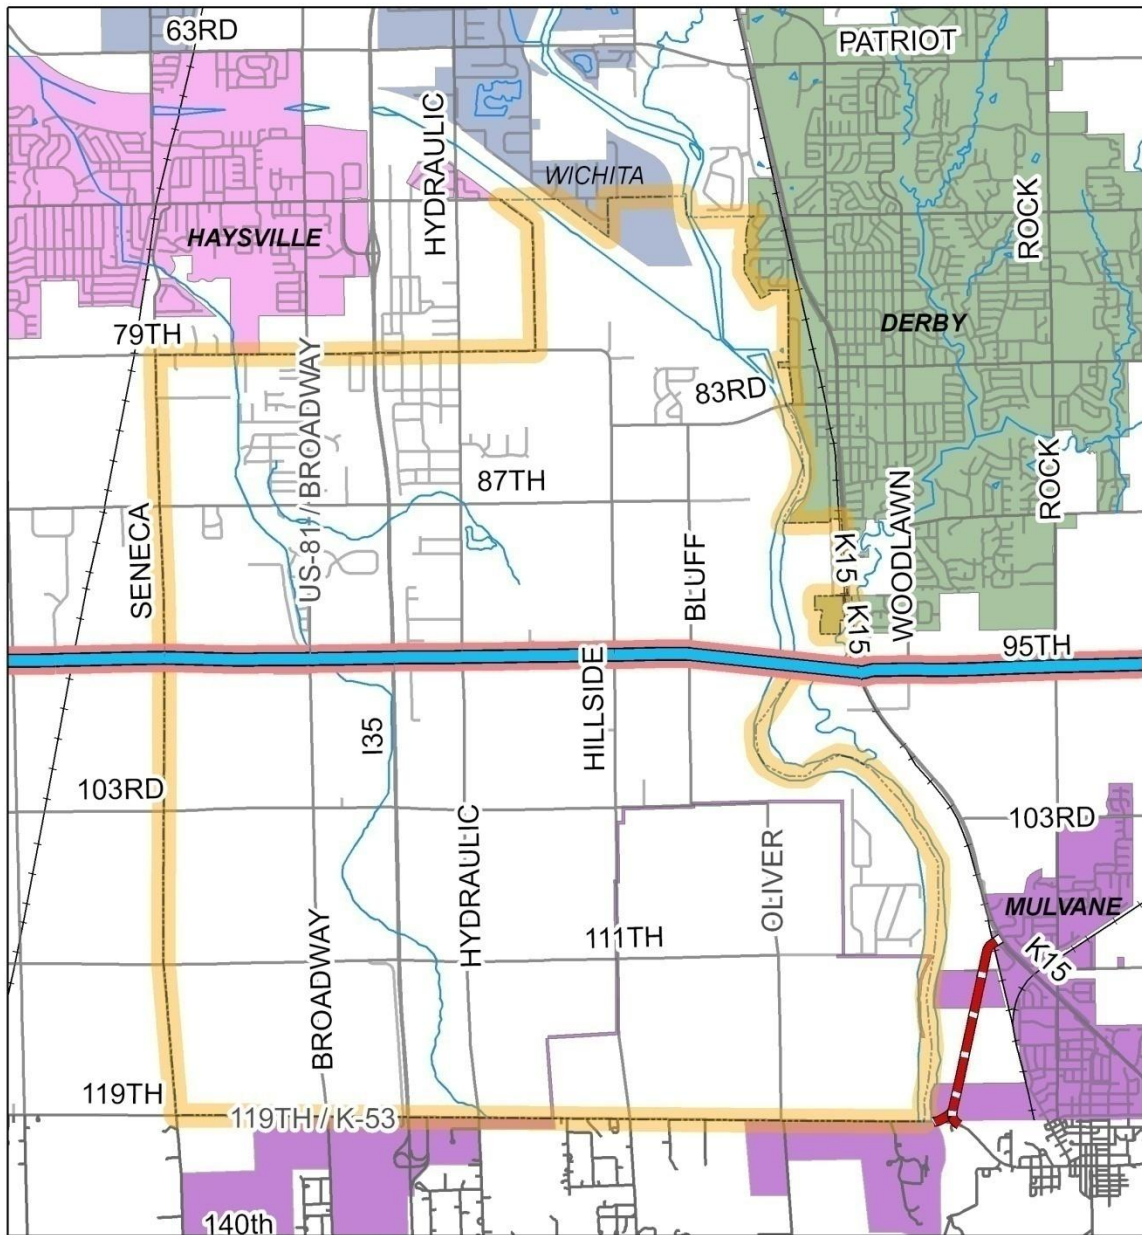 63RD
PATRIOT
HYDRAULIC
WICHITA
ROCK
HAYSVILLE
DERBY
79TH
US-81 / BROADWAY
83RD
87TH
ROCK
SENECA
BLUFF
K15
WOODLAWN
K15
95TH
HILLSIDE
I35
103RD
103RD
HYDRAULIC
OLIVER
MULVANE
111TH
BROADWAY
K15
119TH
119TH / K-53
140th